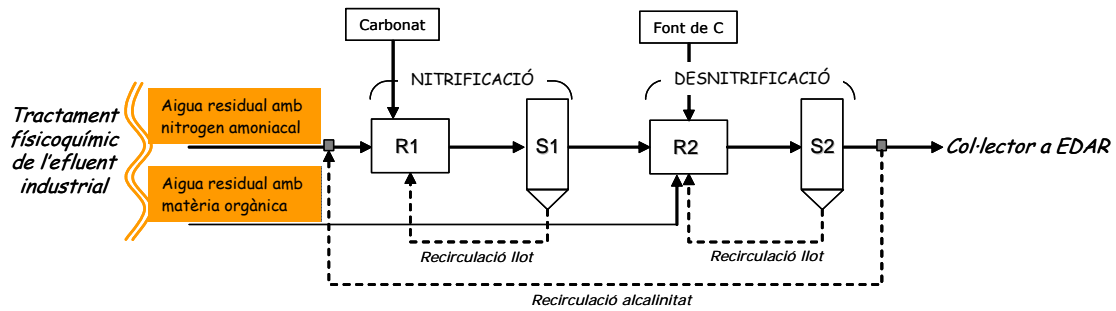 Carbonat
Font de C
NITRIFICACIÓ
DESNITRIFICACIÓ
Tractament
físicoquímic
de l'efluent
industrial
Aigua residual amb
nitrogen amoniacal
R1
S1
R2
S2
Col·lector a EDAR
Aigua residual amb
matèria orgànica
Recirculació llot
Recirculació llot
Recirculació alcalinitat